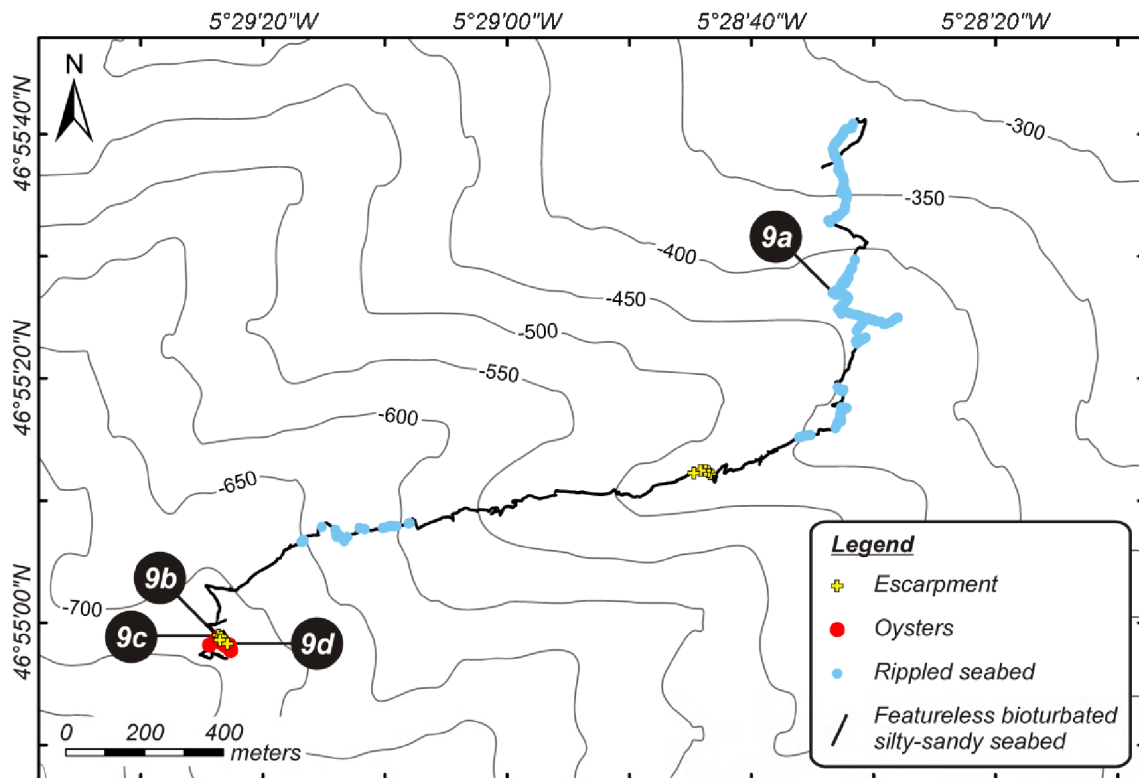 5°29'20"W 5°29'00"W 5°28'40"W 5°28'20"W
N
46°55'40"N
-300
-350
9a
-400
-450
-500
46°55'20"N
-550
-600
-650
9b
-700
46°55'00"N
9c
9d
Legend
Escarpment
Oysters
Rippled seabed
Featureless bioturbated
silty-sandy seabed
0 200 400
meters